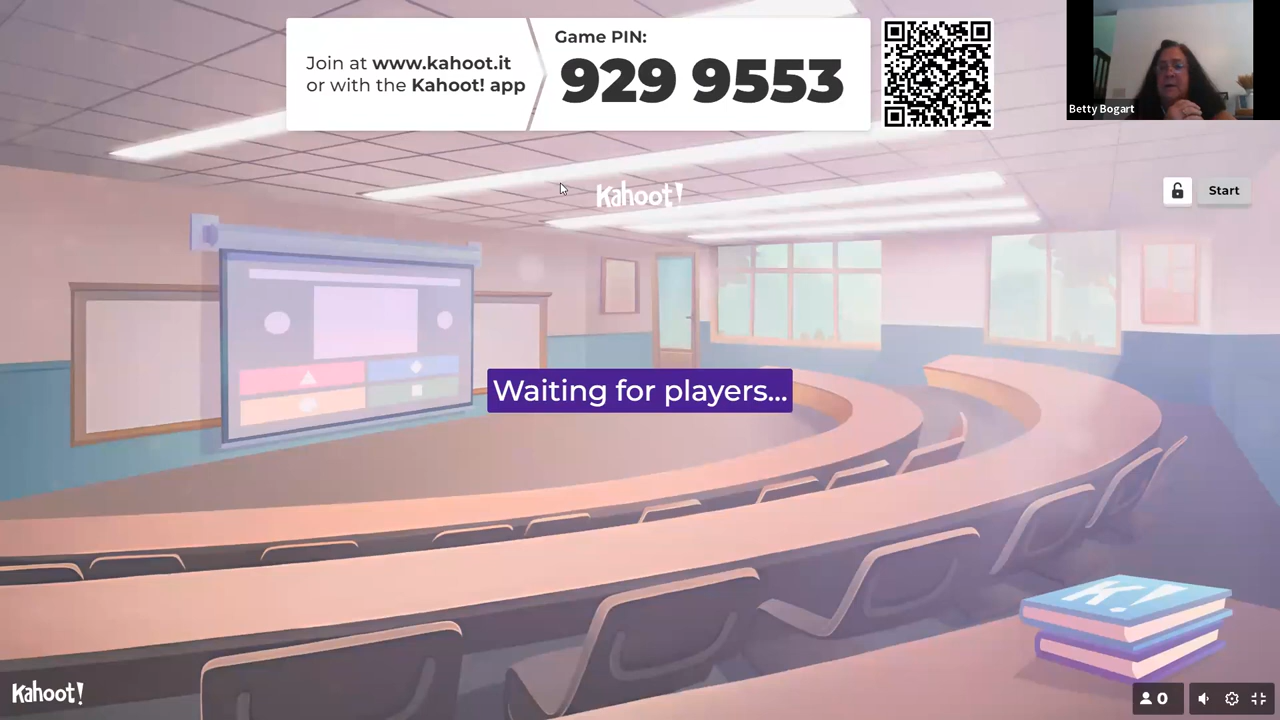 Join at www.kahoot.it
or with the Kahoot! app
Game PIN:
929 9553
Betty Bogart
Kahoot!
Start
Waiting for players...
K!
Kahoot!
0